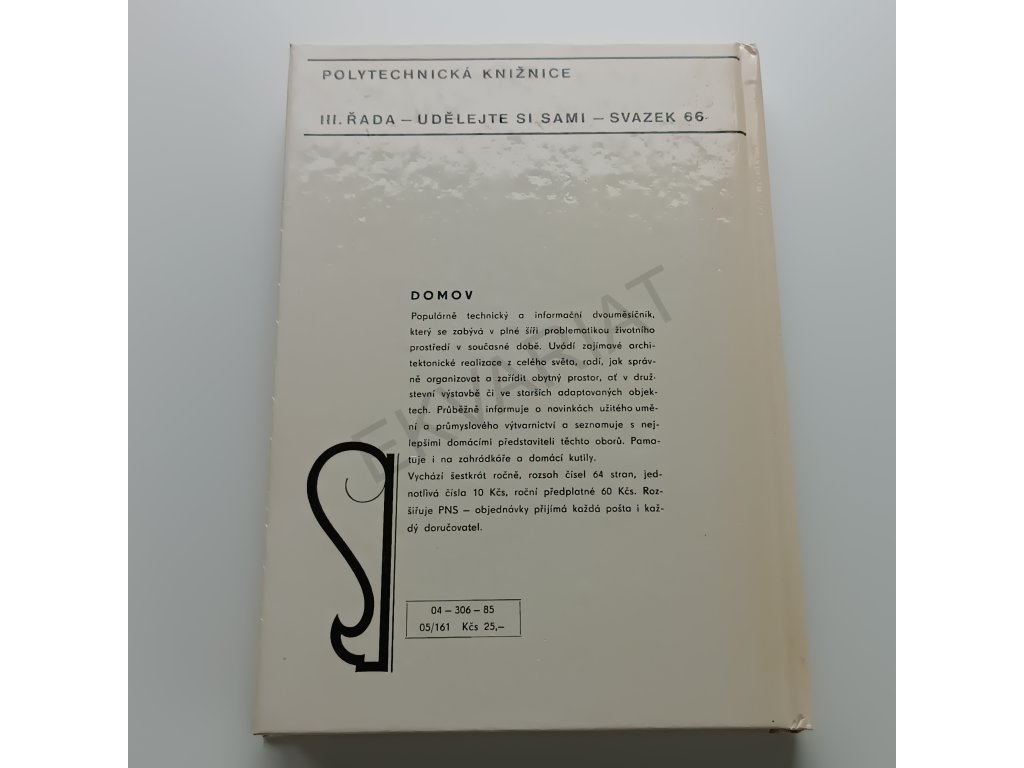 POLYTECHNICKÁ KNIŽNICE
III. ŘADA – UDĚLEJTE SI SAMI – SVAZEK 66
DOMOV
Populárně technický a informační dvouměsíčník,
který se zabývá v plné šíři problematikou životního
prostředí v současné době. Uvádí zajímavé archi-
tektonické realizace z celého světa, radí, jak správ-
ně organizovat a zařídit obytný prostor, ať v druž-
stevní výstavbě či ve starších adaptovaných objek-
tech. Průběžně informuje o novinkách užitého umě-
ní a průmyslového výtvarnictví a seznamuje s nej-
lepšími domácími představiteli těchto oborů. Pama-
tuje i na zahrádkáře a domácí kutily.
Vychází šestkrát ročně, rozsah čísel 64 stran, jed-
notlivá čísla 10 Kčs, roční předplatné 60 Kčs. Roz-
šiřuje PNS – objednávky přijímá každá pošta i kaž-
dý doručovatel.
04 – 306 – 85
05/161 Kčs 25,–
EKVARIAT